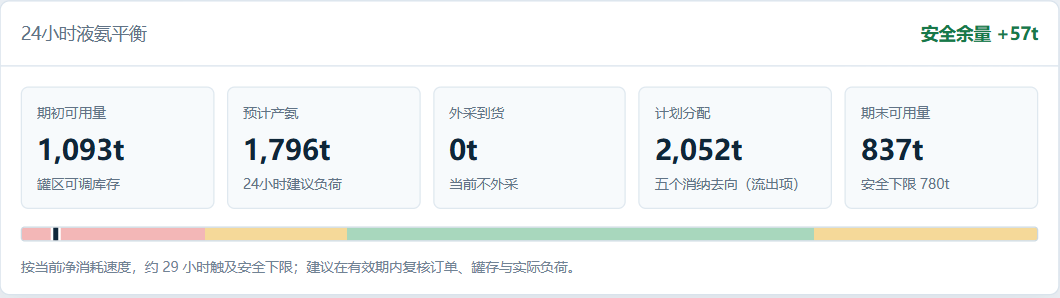 24小时液氨平衡
安全余量 +57t
期初可用量
1,093t
罐区可调库存
预计产氨
1,796t
24小时建议负荷
外采到货
0t
当前不外采
计划分配
2,052t
五个消纳去向（流出项）
期末可用量
837t
安全下限 780t
按当前净消耗速度，约 29 小时触及安全下限；建议在有效期内复核订单、罐存与实际负荷。